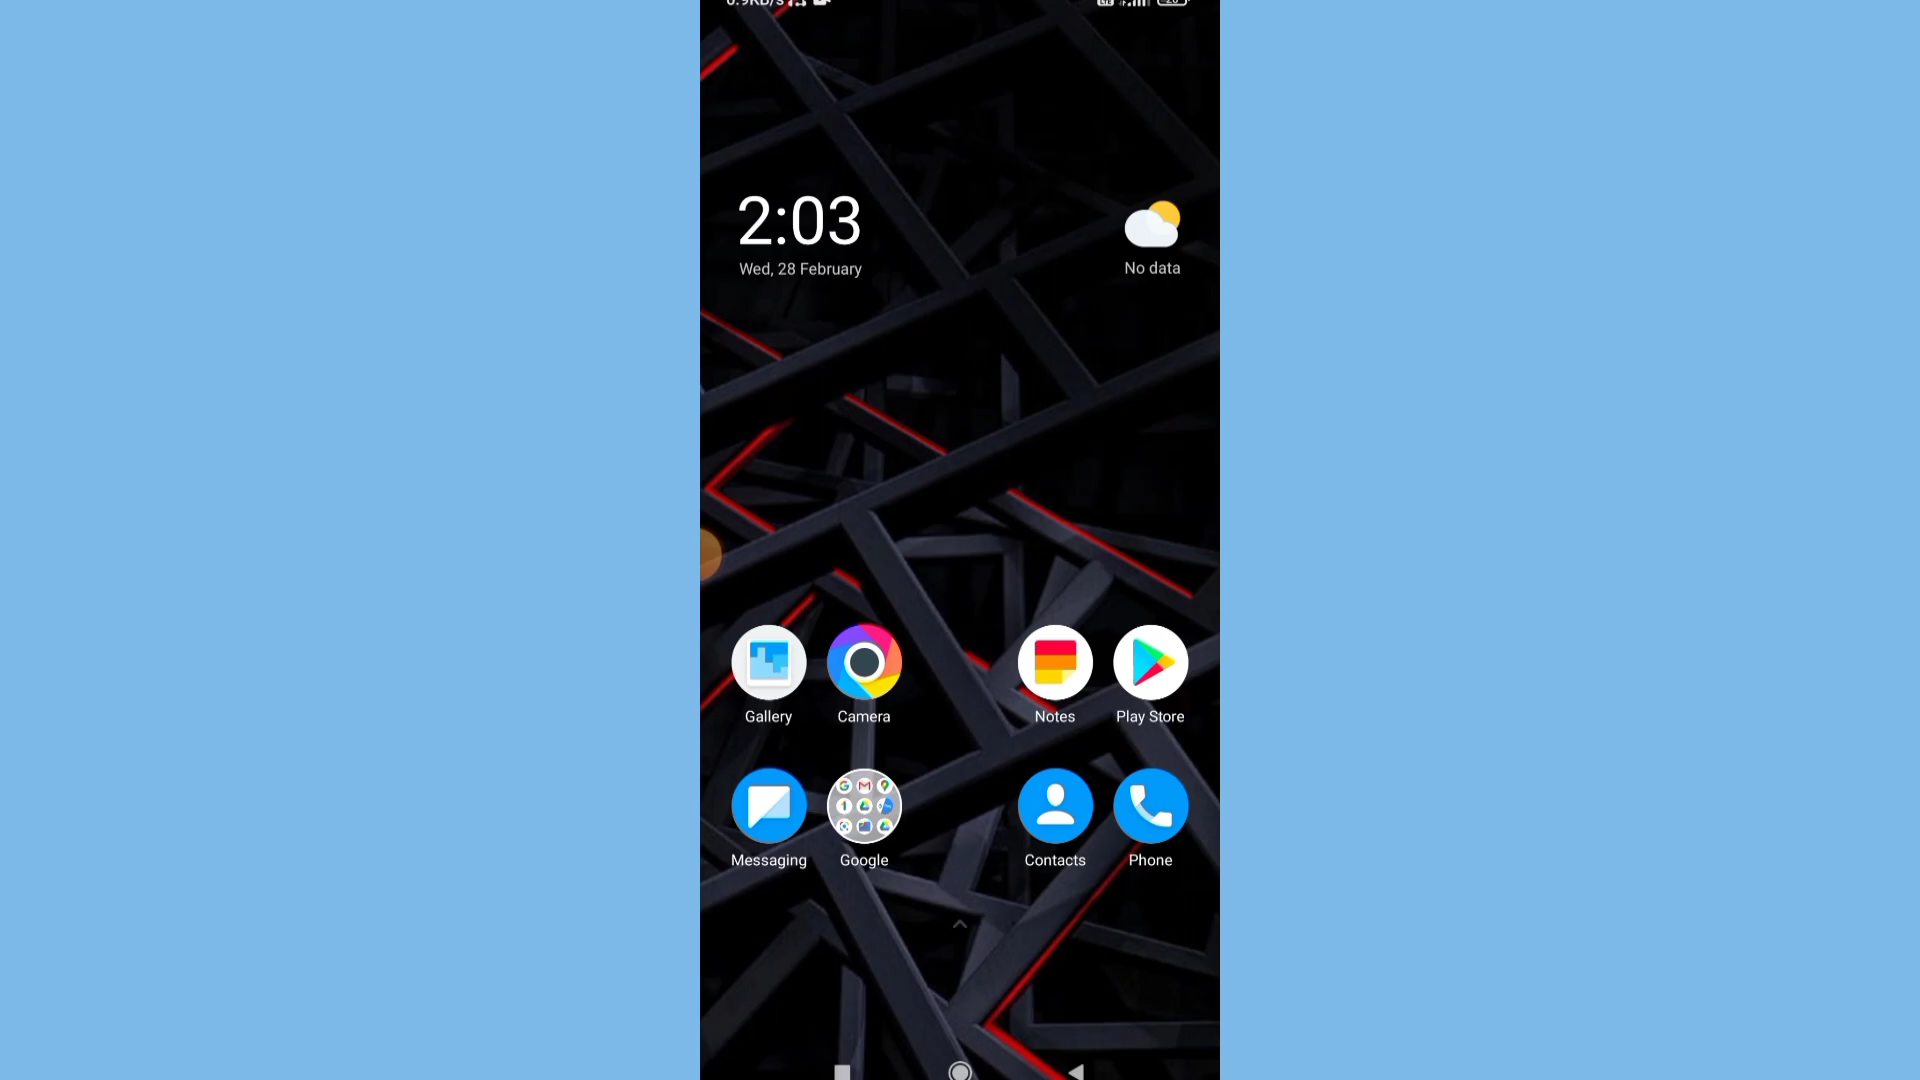 2:03
Wed, 28 February
No data
Gallery
Camera
Notes
Play Store
Messaging
Google
Contacts
Phone